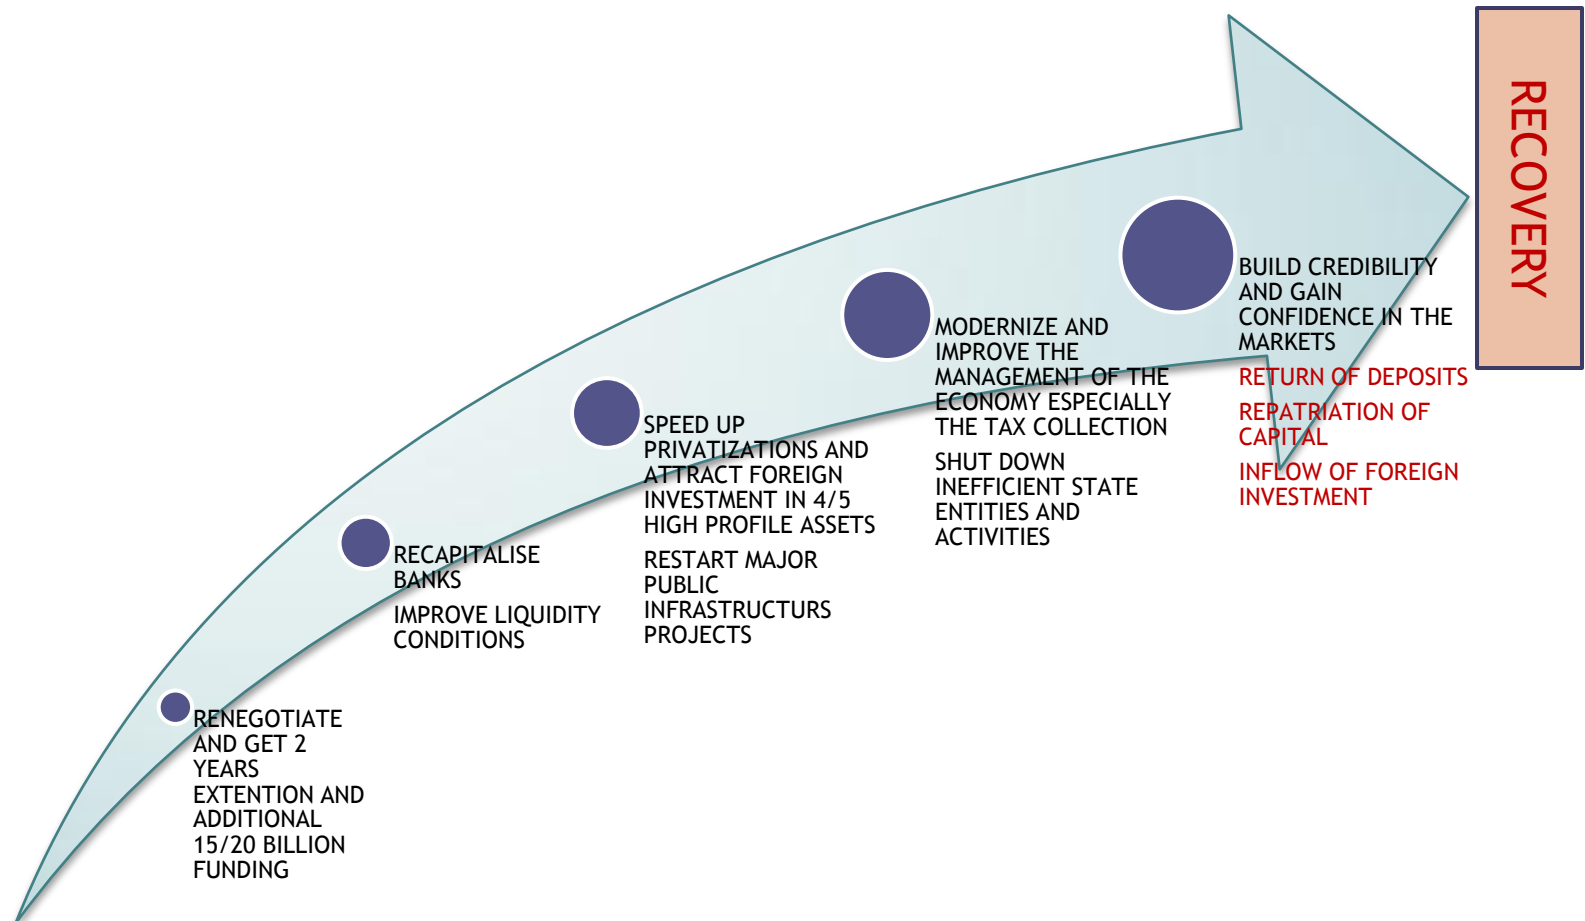 RENEGOTIATE
AND GET 2
YEARS
EXTENTION AND
ADDITIONAL
15/20 BILLION
FUNDING
RECAPITALISE
BANKS
IMPROVE LIQUIDITY
CONDITIONS
SPEED UP
PRIVATIZATIONS AND
ATTRACT FOREIGN
INVESTMENT IN 4/5
HIGH PROFILE ASSETS
RESTART MAJOR
PUBLIC
INFRASTRUCTURS
PROJECTS
MODERNIZE AND
IMPROVE THE
MANAGEMENT OF THE
ECONOMY ESPECIALLY
THE TAX COLLECTION
SHUT DOWN
INEFFICIENT STATE
ENTITIES AND
ACTIVITIES
BUILD CREDIBILITY
AND GAIN
CONFIDENCE IN THE
MARKETS
RETURN OF DEPOSITS
REPATRIATION OF
CAPITAL
INFLOW OF FOREIGN
INVESTMENT
RECOVERY